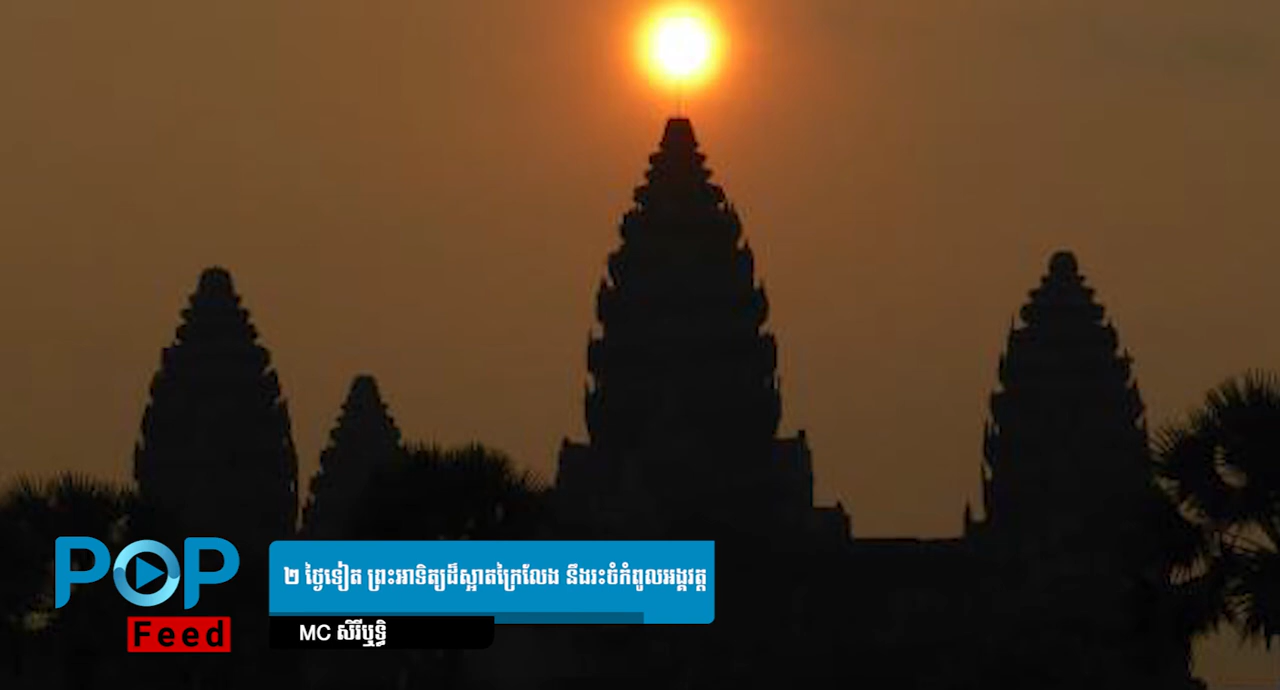 POP
Feed
២ ថ្ងៃទៀត ព្រះអាទិត្យដ៏ស្អាតក្រៃលែង នឹងរះចំកំពូលអង្គវត្ត
MC សិរីឬទ្ធិ